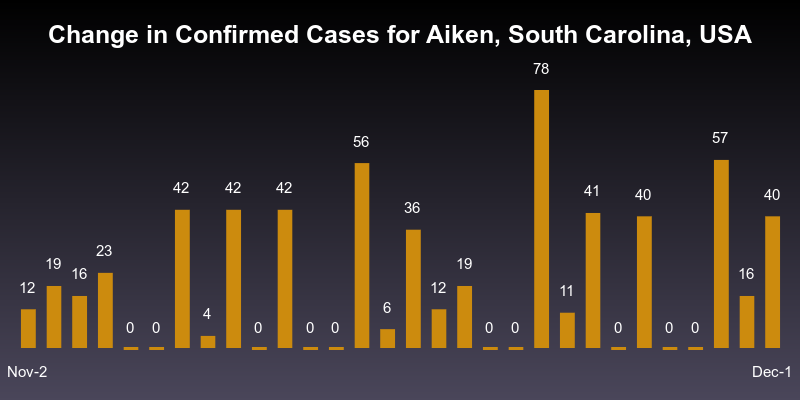 Change in Confirmed Cases for Aiken, South Carolina, USA
12 19 16 23 0 0 42 4 42 0 42 0 0 56 6 36 12 19 0 0 78 11 41 0 40 0 0 57 16 40
Nov-2 Dec-1